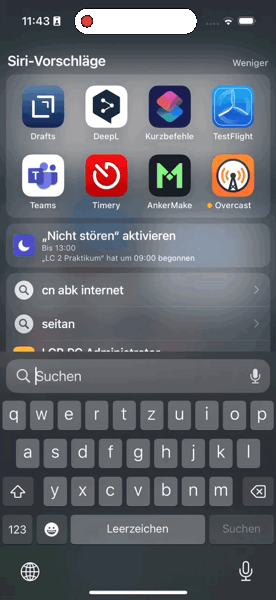 11:43
Siri-Vorschläge
Weniger
Drafts
DeepL
Kurzbefehle
TestFlight
Teams
Timery
AnkerMake
Overcast
„Nicht stören“ aktivieren
Bis 13:00
„LC 2 Praktikum“ hat um 09:00 begonnen
cn abk internet
seitan
Suchen
q w e r t z u i o p
a s d f g h j k l
y x c v b n m
123
Leerzeichen
Suchen